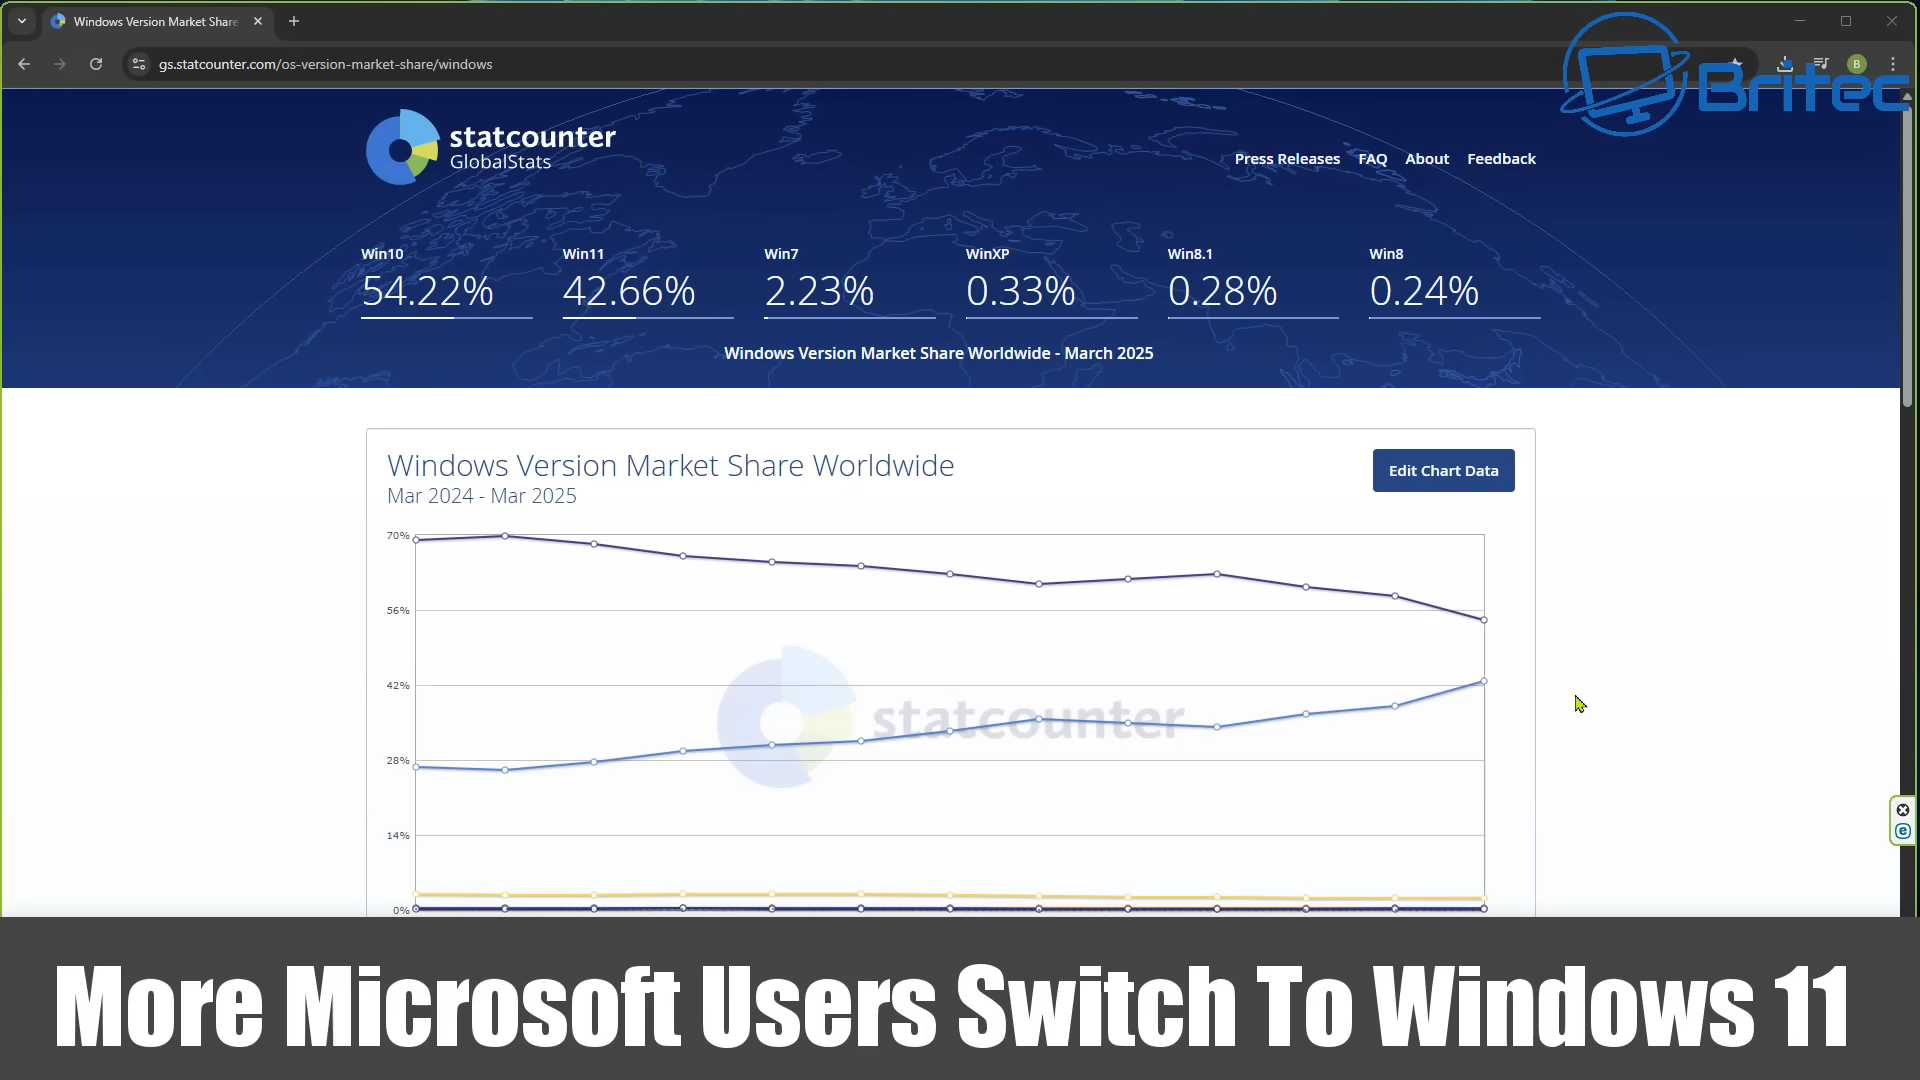 Windows Version Market Share
gs.statcounter.com/os-version-market-share/windows
B
Britec
statcounter
GlobalStats
Press Releases FAQ About Feedback
Win10 Win11 Win7 WinXP Win8.1 Win8
54.22% 42.66% 2.23% 0.33% 0.28% 0.24%
Windows Version Market Share Worldwide - March 2025
Windows Version Market Share Worldwide
Mar 2024 - Mar 2025
Edit Chart Data
70%
56%
42%
statcounter
28%
14%
0%
e
More Microsoft Users Switch To Windows 11